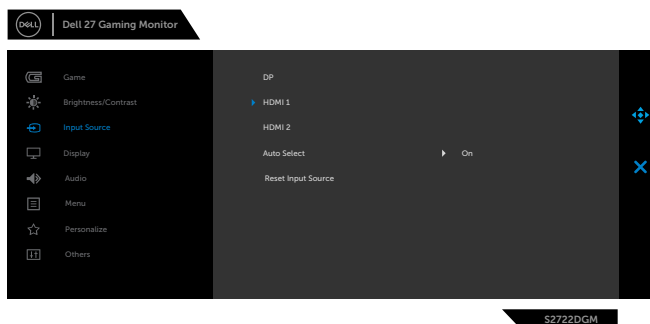 DELL
Dell 27 Gaming Monitor
Game
DP
Brightness/Contrast
HDMI 1
Input Source
HDMI 2
Display
Auto Select
On
Audio
Reset Input Source
Menu
Personalize
Others
S2722DGM